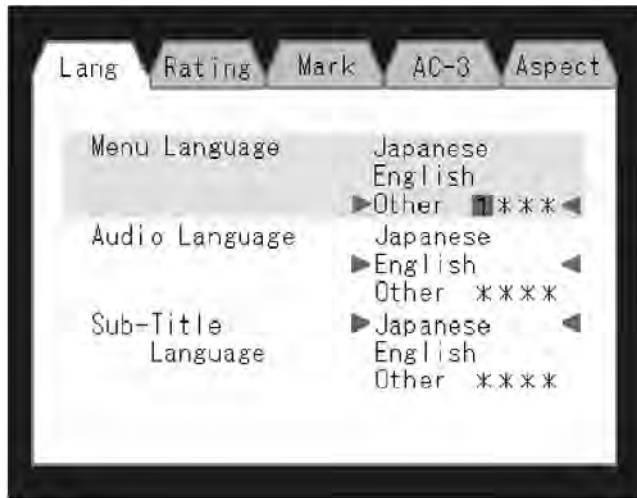 Lang Rating Mark AC-3 Aspect
Menu Language Japanese
English
▶Other 1***◀
Audio Language Japanese
▶English ◀
Other ****
Sub-Title ▶Japanese ◀
Language English
Other ****